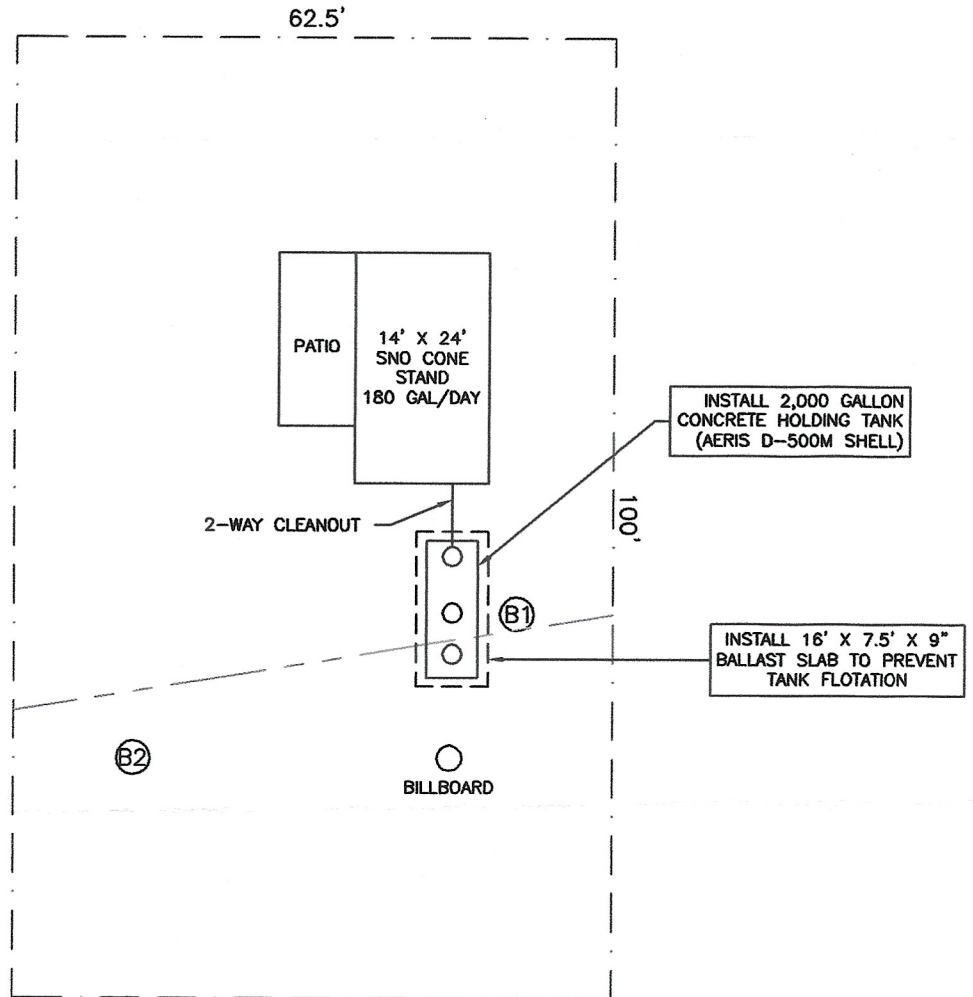 62.5'
PATIO
14' X 24'
SNO CONE
STAND
180 GAL/DAY
INSTALL 2,000 GALLON
CONCRETE HOLDING TANK
(AERIS D-500M SHELL)
2-WAY CLEANOUT
100'
B1
INSTALL 16' X 7.5' X 9"
BALLAST SLAB TO PREVENT
TANK FLOTATION
B2
BILLBOARD